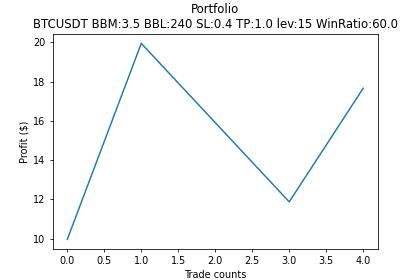 Portfolio
BTCUSDT BBM:3.5 BBL:240 SL:0.4 TP:1.0 lev:15 WinRatio:60.0
20
18
16
14
12
10
Profit ($)
0.0 0.5 1.0 1.5 2.0 2.5 3.0 3.5 4.0
Trade counts